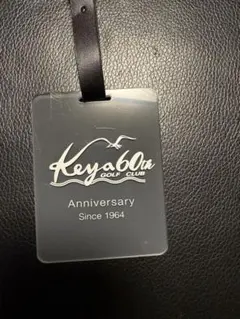 Keya60th
GOLF CLUB
Anniversary
Since 1964